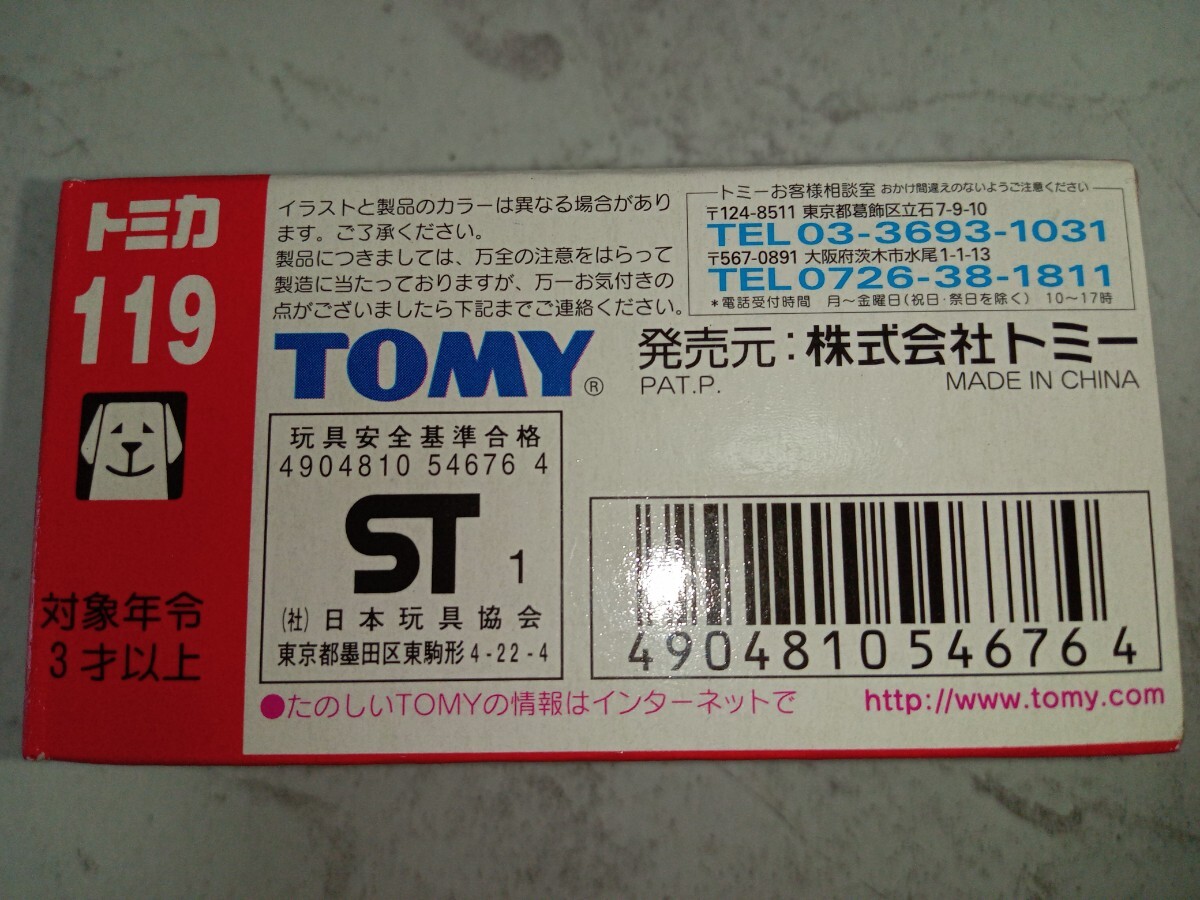 トミカ
119
対象年令
3才以上
イラストと製品のカラーは異なる場合があり
ます。ご了承ください。
製品につきましては、万全の注意をはらって
製造に当たっておりますが、万一お気付きの
点がございましたら下記までご連絡ください。
トミーお客様相談室 おかけ間違えのないようご注意ください
〒124-8511 東京都葛飾区立石7-9-10
TEL 03-3693-1031
〒567-0891 大阪府茨木市水尾1-1-13
TEL 0726-38-1811
*電話受付時間 月〜金曜日(祝日・祭日を除く) 10〜17時
TOMY®
発売元:株式会社トミー
PAT.P. MADE IN CHINA
玩具安全基準合格
4904810 54676 4
ST 1
(社)日本玩具協会
東京都墨田区東駒形4-22-4
4904810546764
●たのしいTOMYの情報はインターネットで http://www.tomy.com